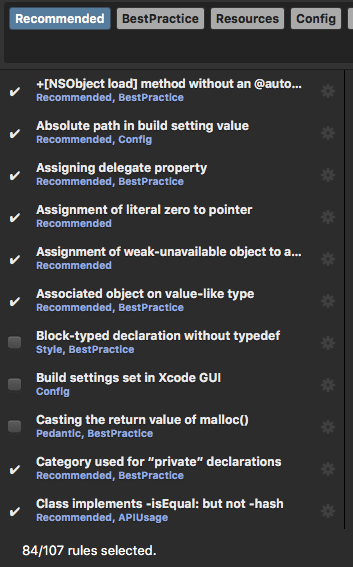 Recommended BestPractice Resources Config
+[NSObject load] method without an @auto...
Recommended, BestPractice
Absolute path in build setting value
Recommended, Config
Assigning delegate property
Recommended, BestPractice
Assignment of literal zero to pointer
Recommended
Assignment of weak-unavailable object to a...
Recommended
Associated object on value-like type
Recommended, BestPractice
Block-typed declaration without typedef
Style, BestPractice
Build settings set in Xcode GUI
Config
Casting the return value of malloc()
Pedantic, BestPractice
Category used for “private” declarations
Recommended, BestPractice
Class implements -isEqual: but not -hash
Recommended, APIUsage
84/107 rules selected.